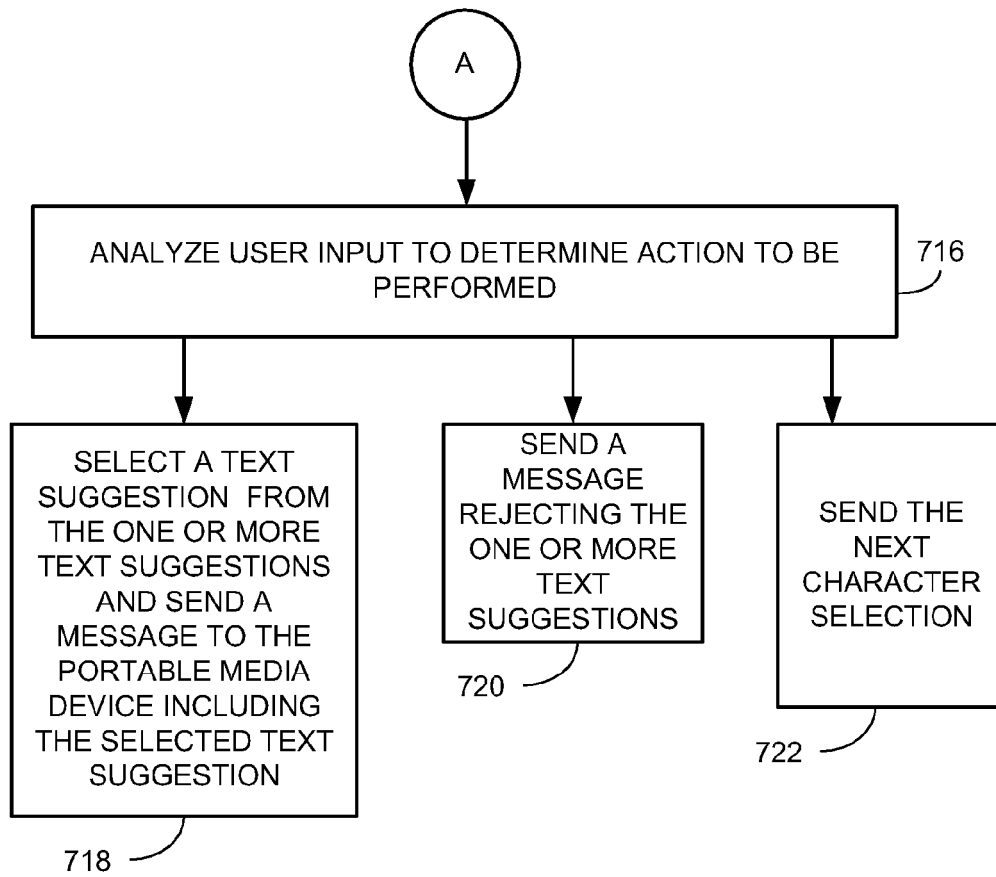 A
ANALYZE USER INPUT TO DETERMINE ACTION TO BE
PERFORMED
716
SELECT A TEXT
SUGGESTION FROM
THE ONE OR MORE
TEXT SUGGESTIONS
AND SEND A
MESSAGE TO THE
PORTABLE MEDIA
DEVICE INCLUDING
THE SELECTED TEXT
SUGGESTION
718
SEND A
MESSAGE
REJECTING THE
ONE OR MORE
TEXT
SUGGESTIONS
720
SEND THE
NEXT
CHARACTER
SELECTION
722